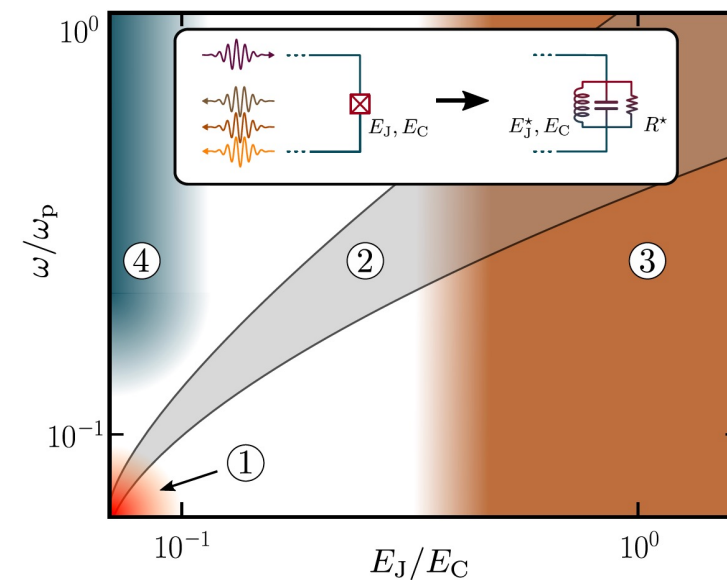 10⁰
E_J, E_C
E_J^⋆, E_C
R^⋆
ω/ω_p
④
②
③
10⁻¹
①
10⁻¹
10⁰
E_J/E_C